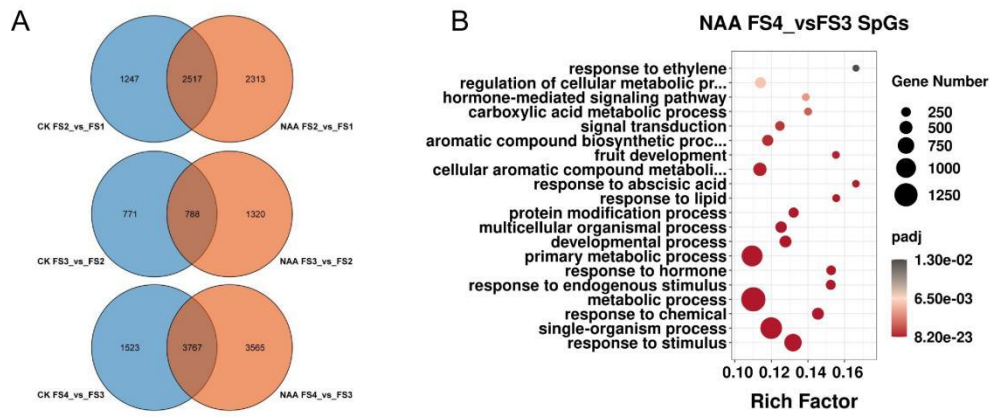 A
1247
2517
2313
CK FS2_vs_FS1
NAA FS2_vs_FS1
771
788
1320
CK FS3_vs_FS2
NAA FS3_vs_FS2
1523
3767
3565
CK FS4_vs_FS3
NAA FS4_vs_FS3
B
NAA FS4_vsFS3 SpGs
response to ethylene
regulation of cellular metabolic pr...
hormone-mediated signaling pathway
carboxylic acid metabolic process
signal transduction
aromatic compound biosynthetic proc...
fruit development
cellular aromatic compound metaboli...
response to abscisic acid
response to lipid
protein modification process
multicellular organismal process
developmental process
primary metabolic process
response to hormone
response to endogenous stimulus
metabolic process
response to chemical
single-organism process
response to stimulus
0.10 0.12 0.14 0.16
Rich Factor
Gene Number
250
500
750
1000
1250
padj
1.30e-02
6.50e-03
8.20e-23